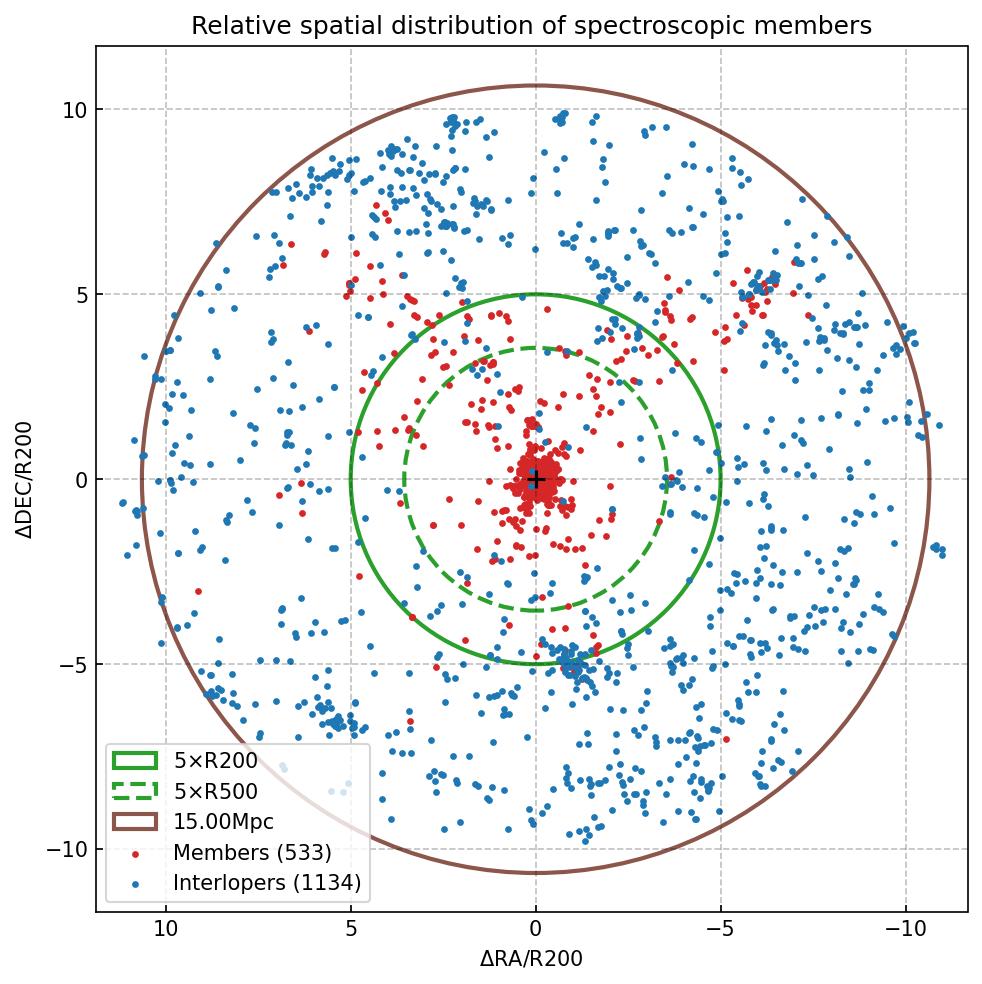 Relative spatial distribution of spectroscopic members
10
5
0
−5
−10
ΔDEC/R200
5×R200
5×R500
15.00Mpc
Members (533)
Interlopers (1134)
10
5
0
−5
−10
ΔRA/R200